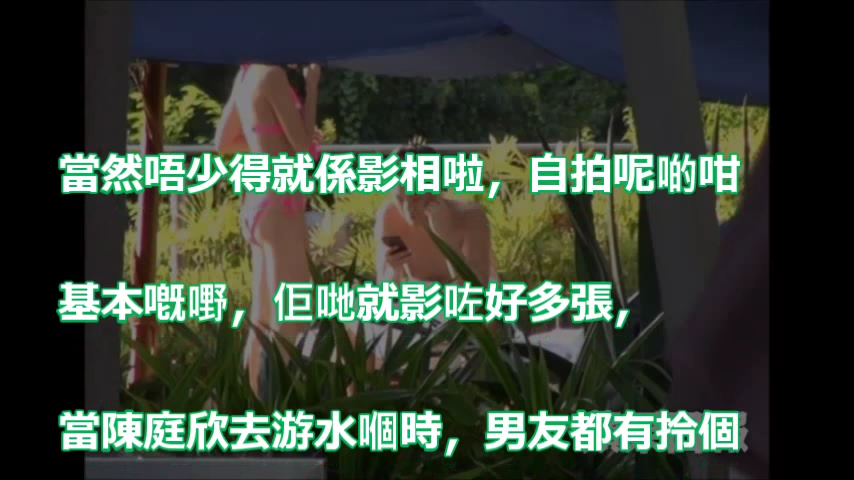 當然唔少得就係影相啦，自拍呢啲咁
基本嘅嘢，佢哋就影咗好多張，
當陳庭欣去游水嗰時，男友都有拎個